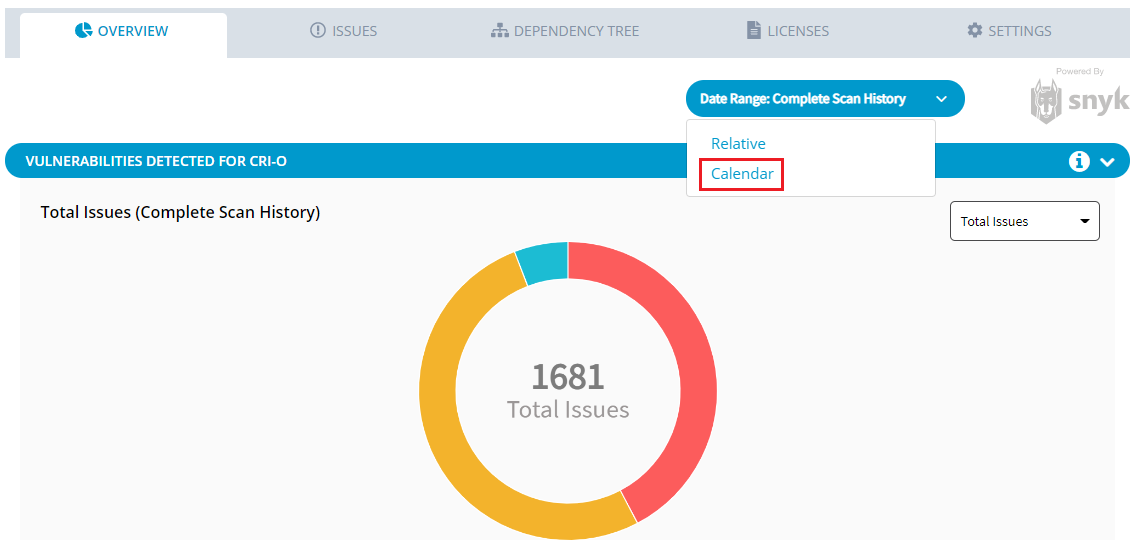 OVERVIEW
ISSUES
DEPENDENCY TREE
LICENSES
SETTINGS
Powered By
snyk
Date Range: Complete Scan History
Relative
Calendar
VULNERABILITIES DETECTED FOR CRI-O
Total Issues (Complete Scan History)
Total Issues
1681
Total Issues